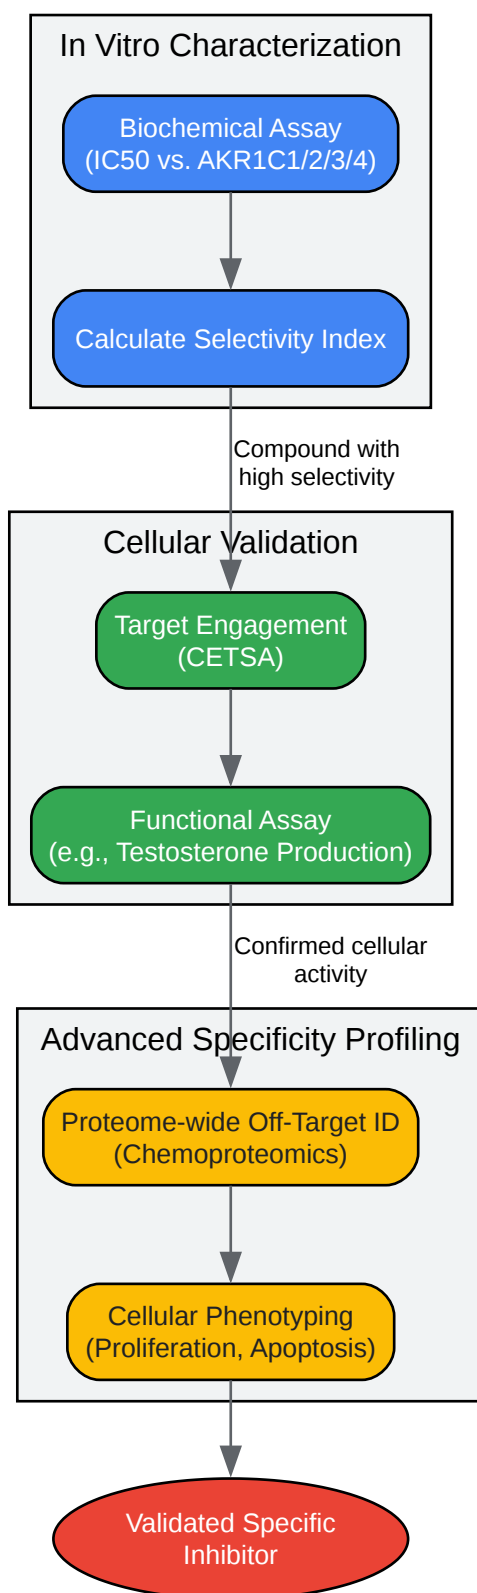 In Vitro Characterization
Biochemical Assay
(IC50 vs. AKR1C1/2/3/4)
Calculate Selectivity Index
Compound with
high selectivity
Cellular Validation
Target Engagement
(CETSA)
Functional Assay
(e.g., Testosterone Production)
Confirmed cellular
activity
Advanced Specificity Profiling
Proteome-wide Off-Target ID
(Chemoproteomics)
Cellular Phenotyping
(Proliferation, Apoptosis)
Validated Specific
Inhibitor